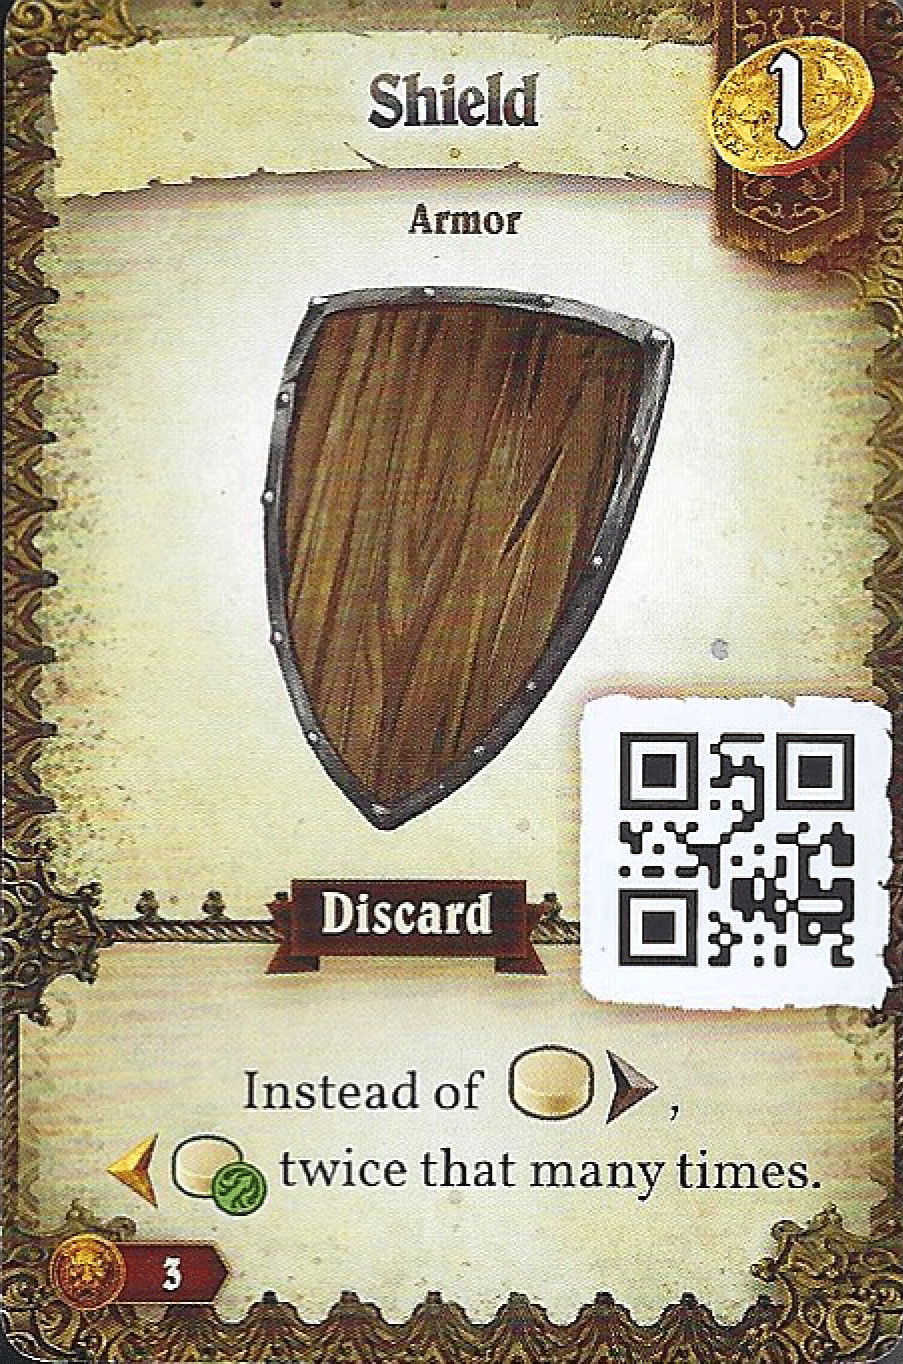 Shield
1
Armor
Discard
Instead of ,
twice that many times.
3